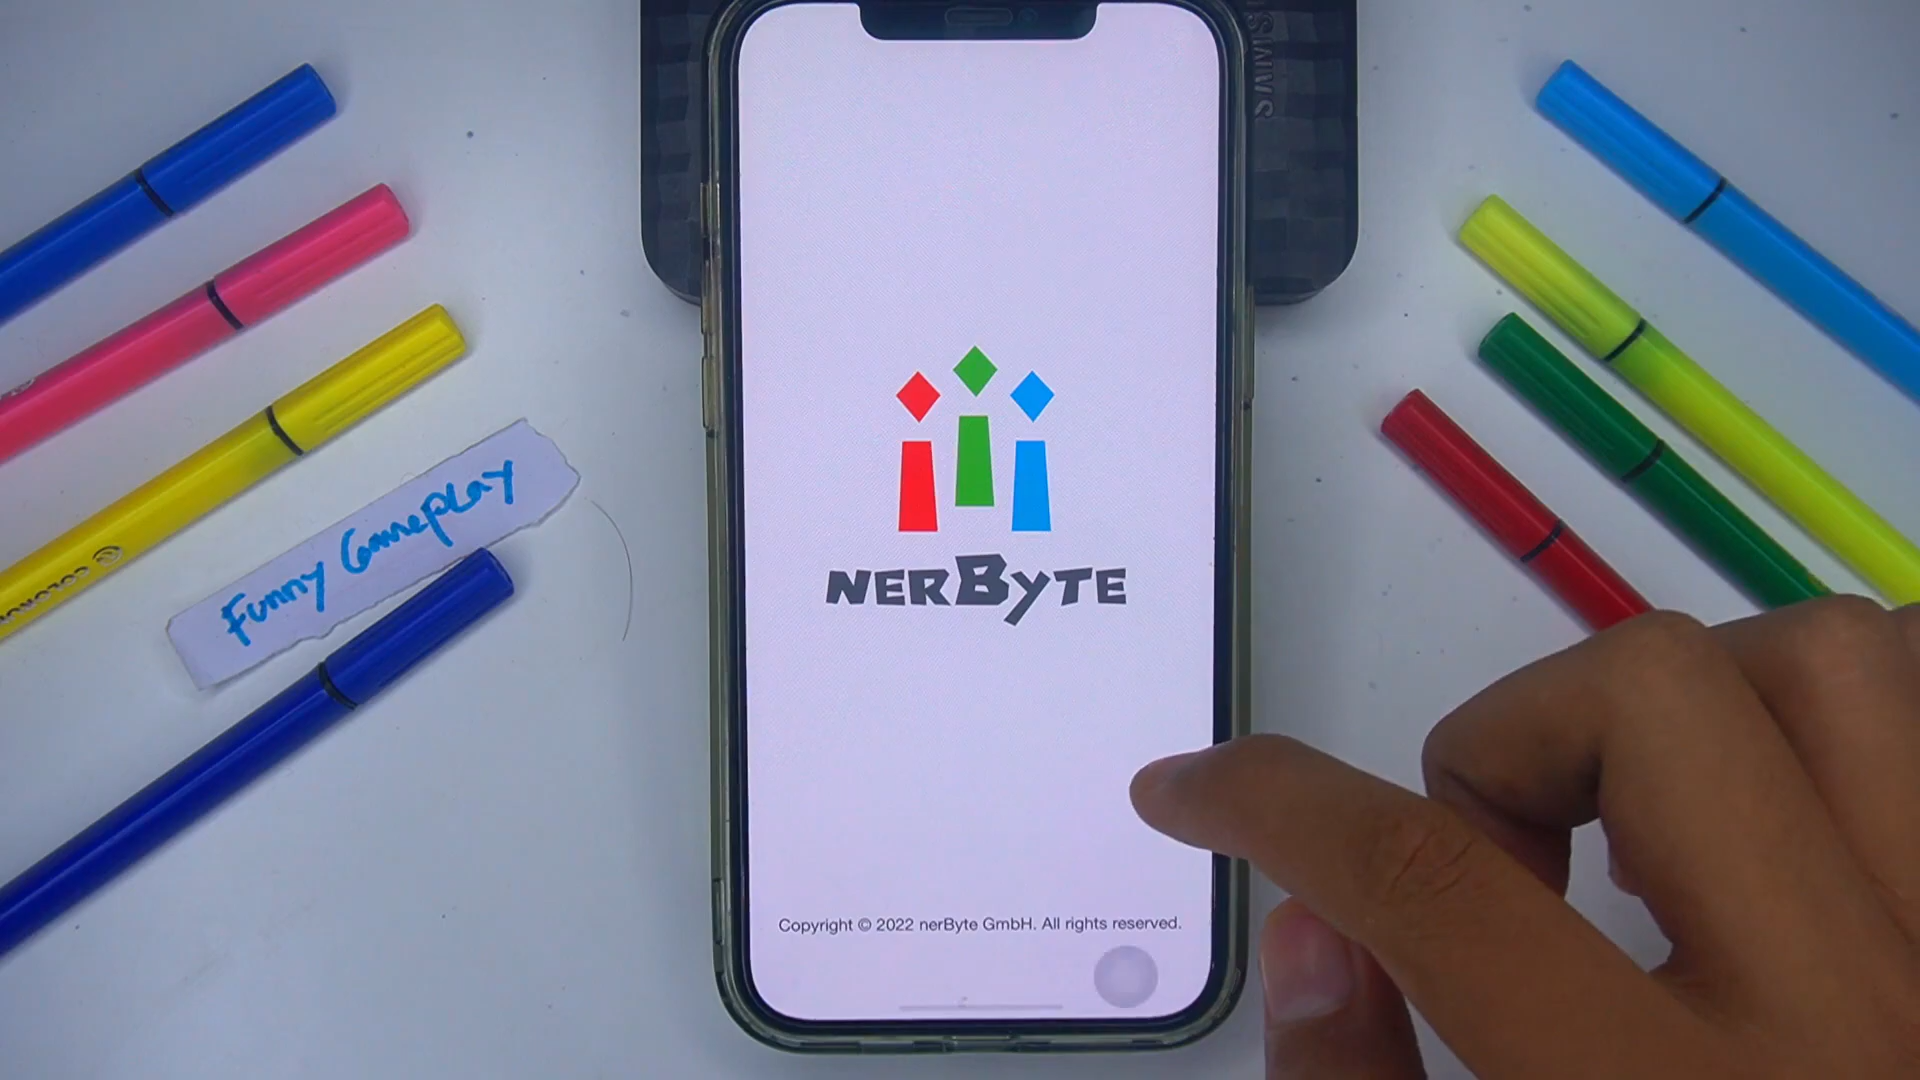 Funny Gameplay
nerByte
Copyright © 2022 nerByte GmbH. All rights reserved.